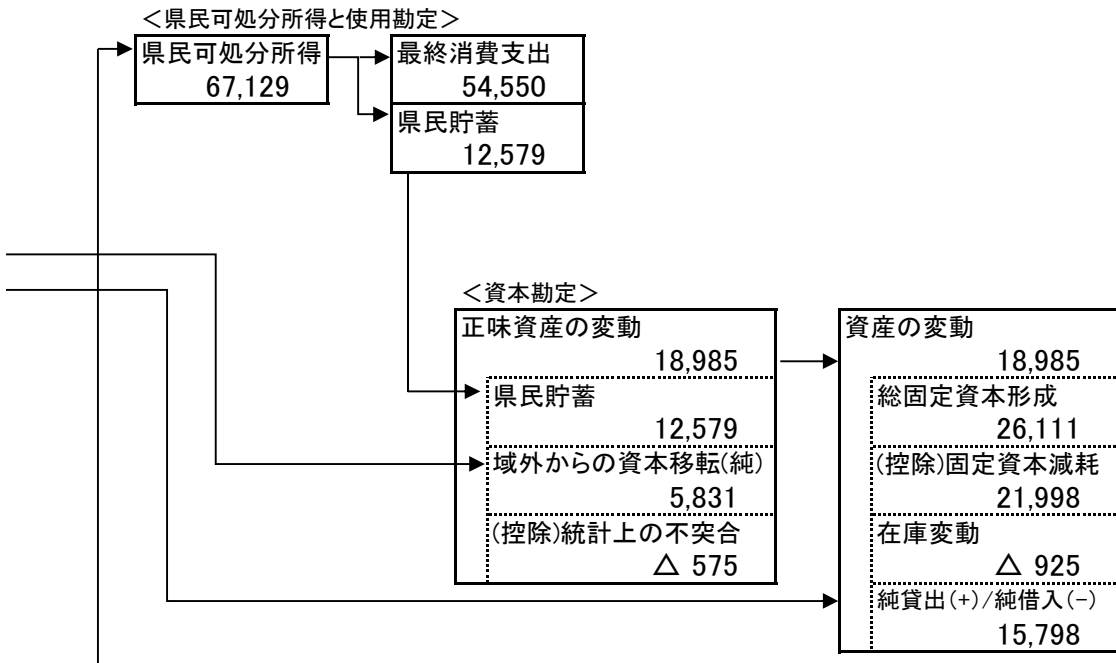 ＜県民可処分所得と使用勘定＞
県民可処分所得
67,129
最終消費支出
54,550
県民貯蓄
12,579
＜資本勘定＞
正味資産の変動
18,985
県民貯蓄
12,579
域外からの資本移転(純)
5,831
(控除)統計上の不突合
△ 575
資産の変動
18,985
総固定資本形成
26,111
(控除)固定資本減耗
21,998
在庫変動
△ 925
純貸出(+)/純借入(-)
15,798